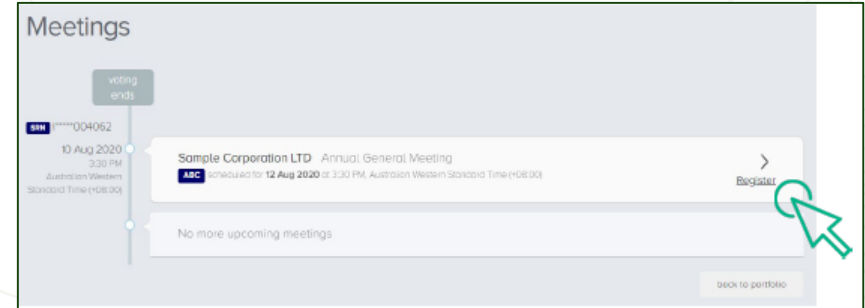 Meetings
voting
ends
SRN I*****004062
10 Aug 2020
3:30 PM
Australian Western
Standard Time (+08:00)
Sample Corporation LTD Annual General Meeting
ABC scheduled for 12 Aug 2020 at 3:30 PM, Australian Western Standard Time (+08:00)
Register
No more upcoming meetings
back to portfolio